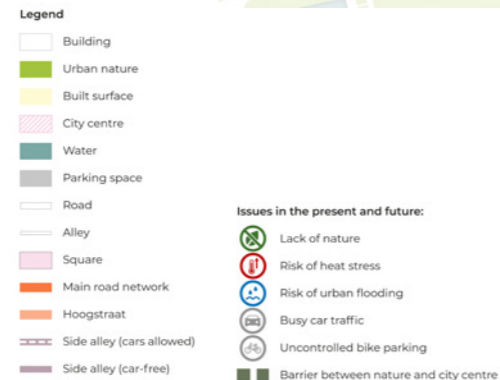 Legend
Building
Urban nature
Built surface
City centre
Water
Parking space
Road
Alley
Square
Main road network
Hoogstraat
Side alley (cars allowed)
Side alley (car-free)
Issues in the present and future:
Lack of nature
Risk of heat stress
Risk of urban flooding
Busy car traffic
Uncontrolled bike parking
Barrier between nature and city centre